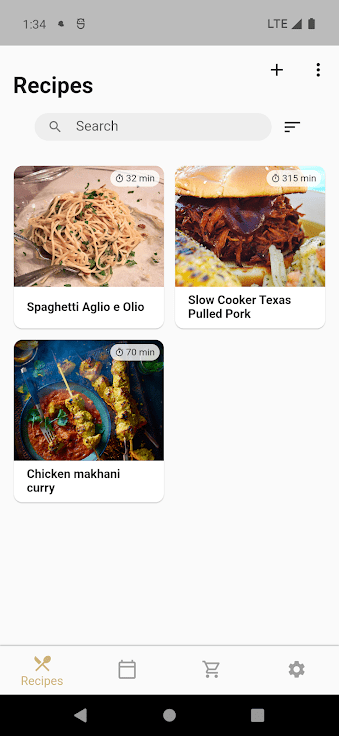 1:34
LTE
Recipes
Search
32 min
315 min
Spaghetti Aglio e Olio
Slow Cooker Texas
Pulled Pork
70 min
Chicken makhani
curry
Recipes